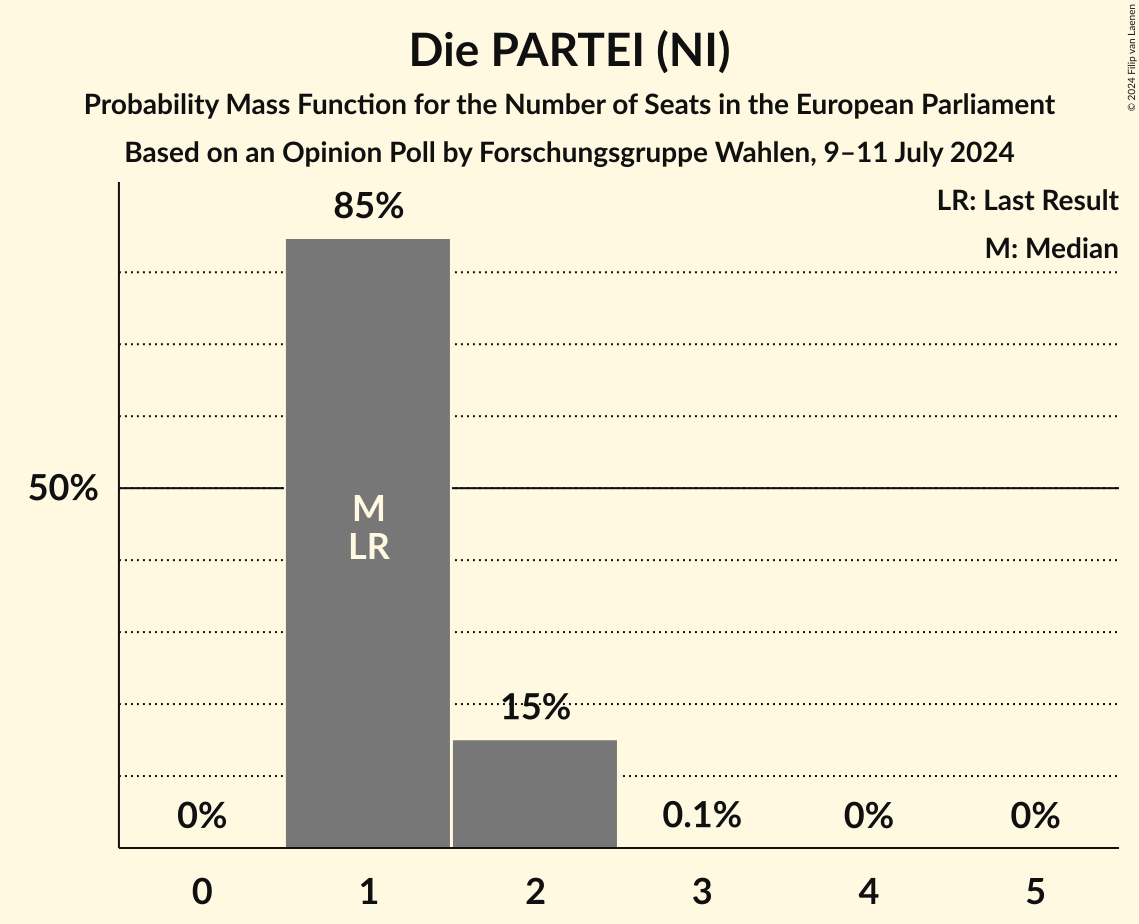 Die PARTEI (NI)
Probability Mass Function for the Number of Seats in the European Parliament
Based on an Opinion Poll by Forschungsgruppe Wahlen, 9–11 July 2024
© 2024 Filip van Laenen
LR: Last Result
M: Median
85%
50%
M
LR
15%
0%
0.1%
0%
0%
0
1
2
3
4
5